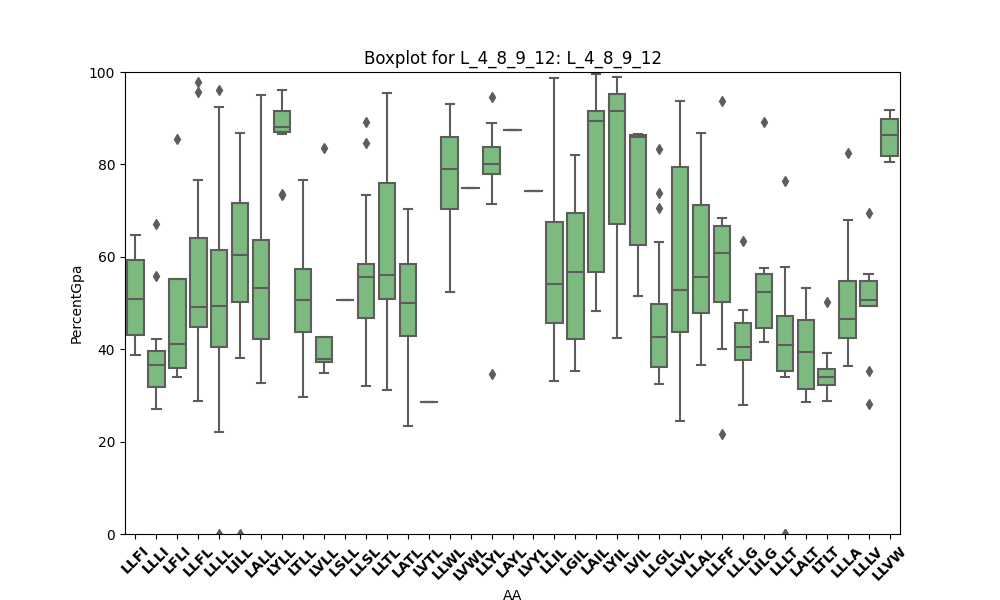 Boxplot for L_4_8_9_12: L_4_8_9_12
100
80
60
40
20
0
PercentGpa
LLFI LLLI LFLI LLFL LLLL LILL LALL LYLL LTLL LVLL LSLL LLSL LLTL LATL LVTL LLWL LVWL LLYL LAYL LVYL LLIL LGIL LAIL LYIL LVIL LLGL LLVL LLAL LLFF LLLG LILG LLLT LALT LTLT LLLA LLLV LLVW
AA